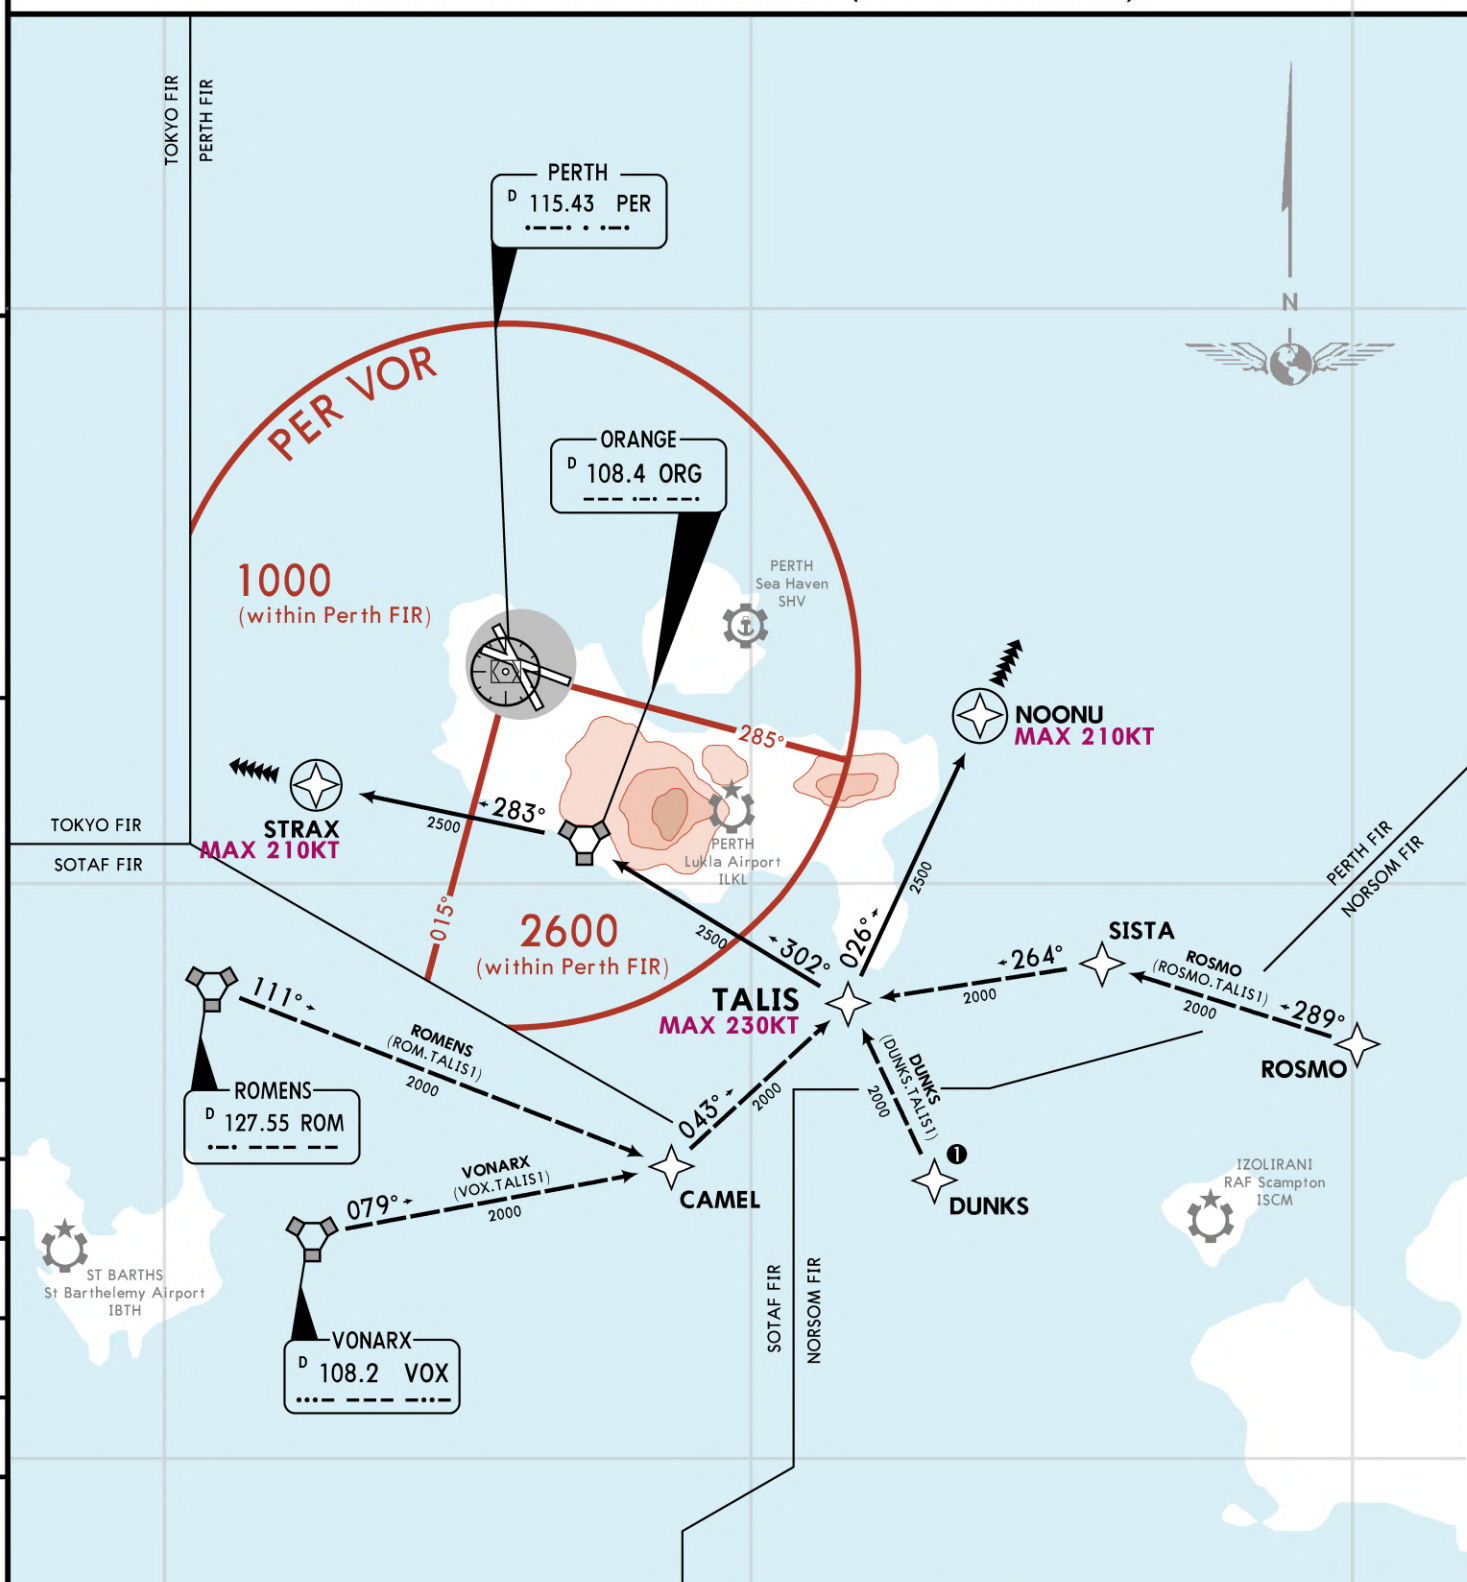 TOKYO FIR
PERTH FIR
PERTH
D 115.43 PER
N
PER VOR
ORANGE
D 108.4 ORG
1000
(within Perth FIR)
PERTH
Sea Haven
SHV
285°
NOONU
MAX 210KT
283°
2500
STRAX
MAX 210KT
TOKYO FIR
SOTAF FIR
PERTH
Lukla Airport
ILKL
2500
PERTH FIR
NORSOM FIR
015°
2600
(within Perth FIR)
2500
302°
026°
TALIS
MAX 230KT
264°
2000
SISTA
ROSMO
(ROSMO.TALIS1)
2000
289°
ROSMO
111°
ROMENS
(ROM.TALIS1)
2000
ROMENS
D 127.55 ROM
043°
2000
DUNKS
(DUNKS.TALIS1)
2000
1
DUNKS
VONARX
(VOX.TALIS1)
079°
2000
CAMEL
IZOLIRANI
RAF Scampton
ISCM
ST BARTHS
St Barthelemy Airport
IBTH
SOTAF FIR
NORSOM FIR
VONARX
D 108.2 VOX